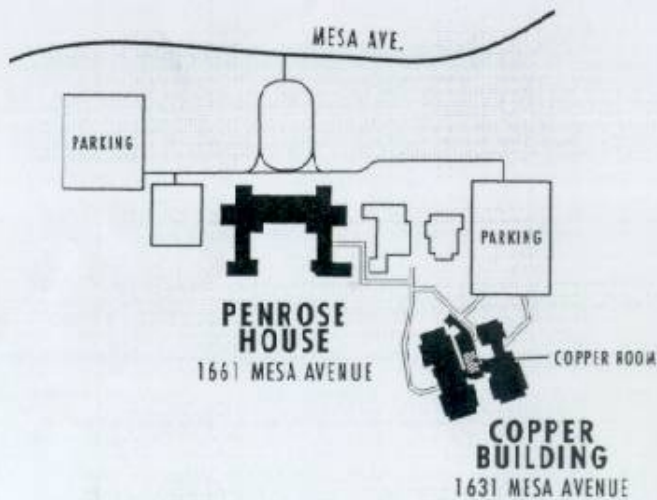 MESA AVE.
PARKING
PARKING
PENROSE
HOUSE
1661 MESA AVENUE
COPPER ROOM
COPPER
BUILDING
1631 MESA AVENUE